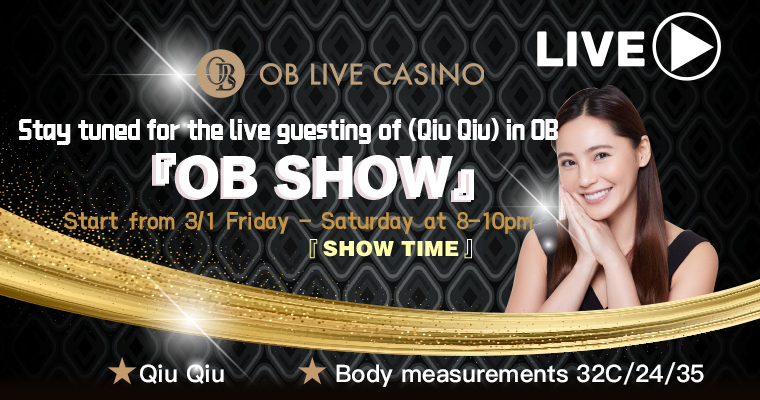 LIVE
OB OB LIVE CASINO
Stay tuned for the live guesting of (Qiu Qiu) in OB
『OB SHOW』
Start from 3/1 Friday - Saturday at 8-10pm
『SHOW TIME』
★Qiu Qiu ★Body measurements 32C/24/35